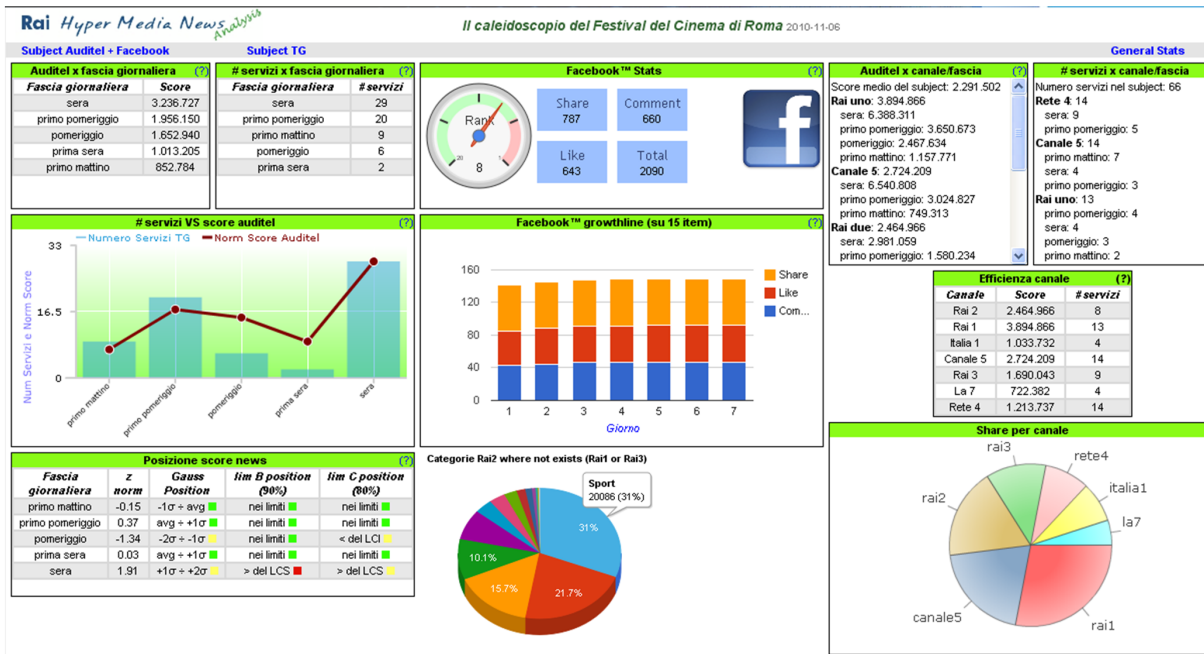 Rai Hyper Media News Analysis
Il caleidoscopio del Festival del Cinema di Roma 2010-11-06
Subject Auditel + Facebook
Subject TG
General Stats
Auditel x fascia giornaliera (?)
Fascia giornaliera Score
sera 3.236.727
primo pomeriggio 1.956.150
pomeriggio 1.652.940
prima sera 1.013.205
primo mattino 852.784
# servizi x fascia giornaliera (?)
Fascia giornaliera # servizi
sera 29
primo pomeriggio 20
primo mattino 9
pomeriggio 6
prima sera 2
Facebook™ Stats (?)
Rank
20 1
8
Share
787
Comment
660
Like
643
Total
2090
f
Auditel x canale/fascia (?)
Score medio del subject: 2.291.502
Rai uno: 3.894.866
sera: 6.388.311
primo pomeriggio: 3.650.673
pomeriggio: 2.467.634
primo mattino: 1.157.771
Canale 5: 2.724.209
sera: 6.540.808
primo pomeriggio: 3.024.827
primo mattino: 749.313
Rai due: 2.464.966
sera: 2.981.059
primo pomeriggio: 1.580.234
# servizi x canale/fascia
Numero servizi nel subject: 66
Rete 4: 14
sera: 9
primo pomeriggio: 5
Canale 5: 14
primo mattino: 7
sera: 4
primo pomeriggio: 3
Rai uno: 13
primo pomeriggio: 4
sera: 4
pomeriggio: 3
primo mattino: 2
# servizi VS score auditel (?)
Numero Servizi TG Norm Score Auditel
Num Servizi e Norm Score
33
16.5
0
primo mattino
primo pomeriggio
pomeriggio
prima sera
sera
Facebook™ growthline (su 15 item) (?)
160
120
80
40
0
1 2 3 4 5 6 7
Giorno
Share
Like
Com...
Efficienza canale (?)
Canale Score # servizi
Rai 2 2.464.966 8
Rai 1 3.894.866 13
Italia 1 1.033.732 4
Canale 5 2.724.209 14
Rai 3 1.690.043 9
La 7 722.382 4
Rete 4 1.213.737 14
Posizione score news (?)
Fascia giornaliera z norm Gauss Position lim B position (90%) lim C position (80%)
primo mattino -0.15 -1σ ÷ avg nei limiti nei limiti
primo pomeriggio 0.37 avg ÷ +1σ nei limiti nei limiti
pomeriggio -1.34 -2σ ÷ -1σ nei limiti < del LCI
prima sera 0.03 avg ÷ +1σ nei limiti nei limiti
sera 1.91 +1σ ÷ +2σ > del LCS > del LCS
Categorie Rai2 where not exists (Rai1 or Rai3)
Sport
20086 (31%)
31%
21.7%
15.7%
10.1%
Share per canale
rai3
rete4
italia1
la7
rai2
canale5
rai1